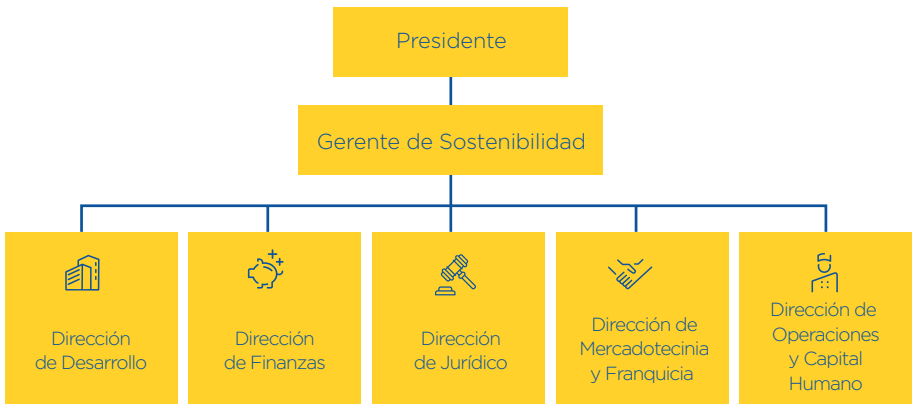 Presidente
Gerente de Sostenibilidad
Dirección
de Desarrollo
Dirección
de Finanzas
Dirección
de Jurídico
Dirección de
Mercadotecinia
y Franquicia
Dirección de
Operaciones
y Capital
Humano